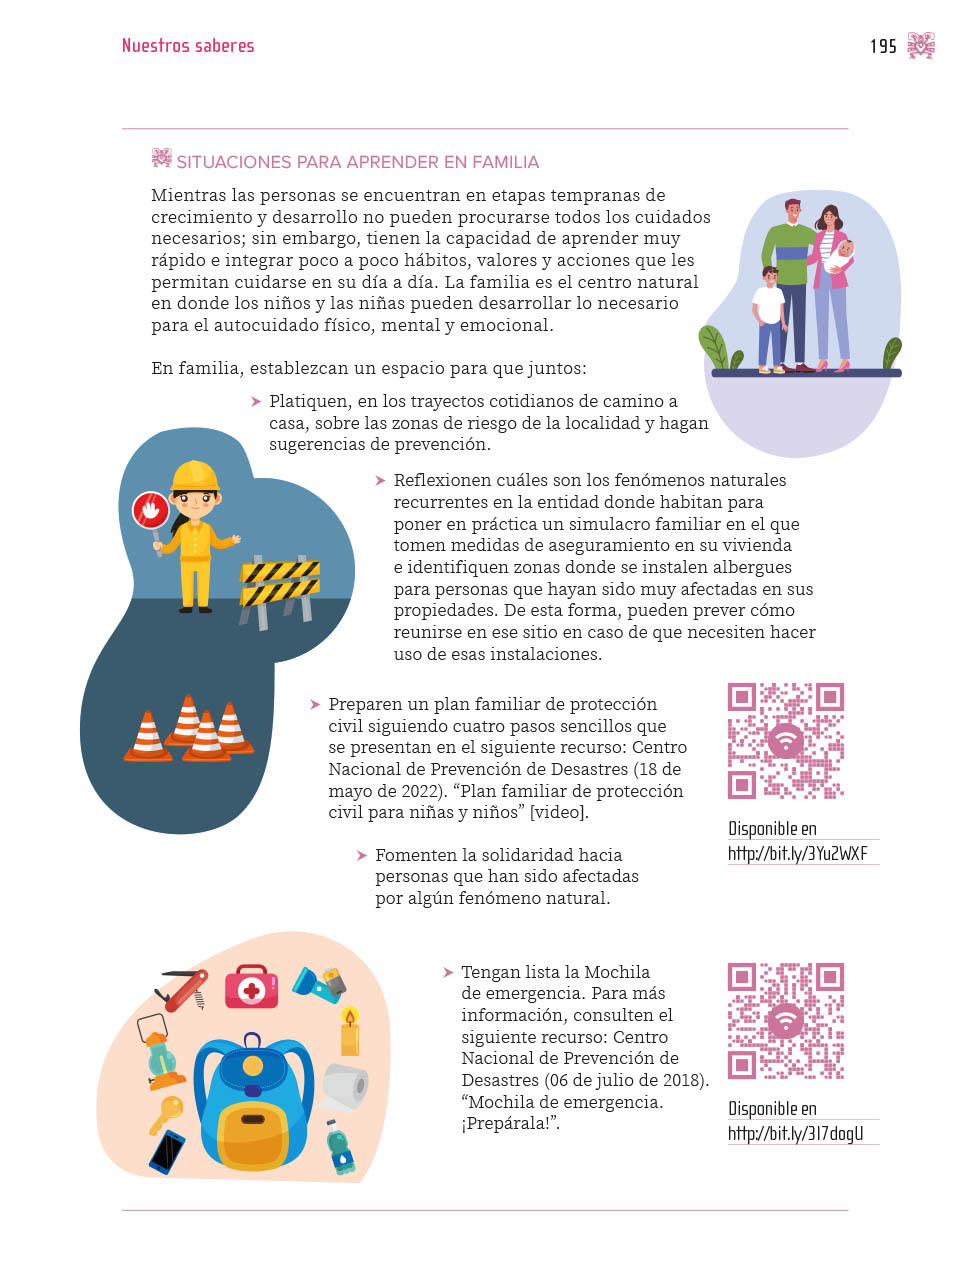 Nuestros saberes
195
SITUACIONES PARA APRENDER EN FAMILIA
Mientras las personas se encuentran en etapas tempranas de
crecimiento y desarrollo no pueden procurarse todos los cuidados
necesarios; sin embargo, tienen la capacidad de aprender muy
rápido e integrar poco a poco hábitos, valores y acciones que les
permitan cuidarse en su día a día. La familia es el centro natural
en donde los niños y las niñas pueden desarrollar lo necesario
para el autocuidado físico, mental y emocional.
En familia, establezcan un espacio para que juntos:
➤ Platiquen, en los trayectos cotidianos de camino a
casa, sobre las zonas de riesgo de la localidad y hagan
sugerencias de prevención.
➤ Reflexionen cuáles son los fenómenos naturales
recurrentes en la entidad donde habitan para
poner en práctica un simulacro familiar en el que
tomen medidas de aseguramiento en su vivienda
e identifiquen zonas donde se instalen albergues
para personas que hayan sido muy afectadas en sus
propiedades. De esta forma, pueden prever cómo
reunirse en ese sitio en caso de que necesiten hacer
uso de esas instalaciones.
➤ Preparen un plan familiar de protección
civil siguiendo cuatro pasos sencillos que
se presentan en el siguiente recurso: Centro
Nacional de Prevención de Desastres (18 de
mayo de 2022). “Plan familiar de protección
civil para niñas y niños” [video].
Disponible en
http://bit.ly/3Yu2WXF
➤ Fomenten la solidaridad hacia
personas que han sido afectadas
por algún fenómeno natural.
➤ Tengan lista la Mochila
de emergencia. Para más
información, consulten el
siguiente recurso: Centro
Nacional de Prevención de
Desastres (06 de julio de 2018).
“Mochila de emergencia.
¡Prepárala!”.
Disponible en
http://bit.ly/3I7dogU